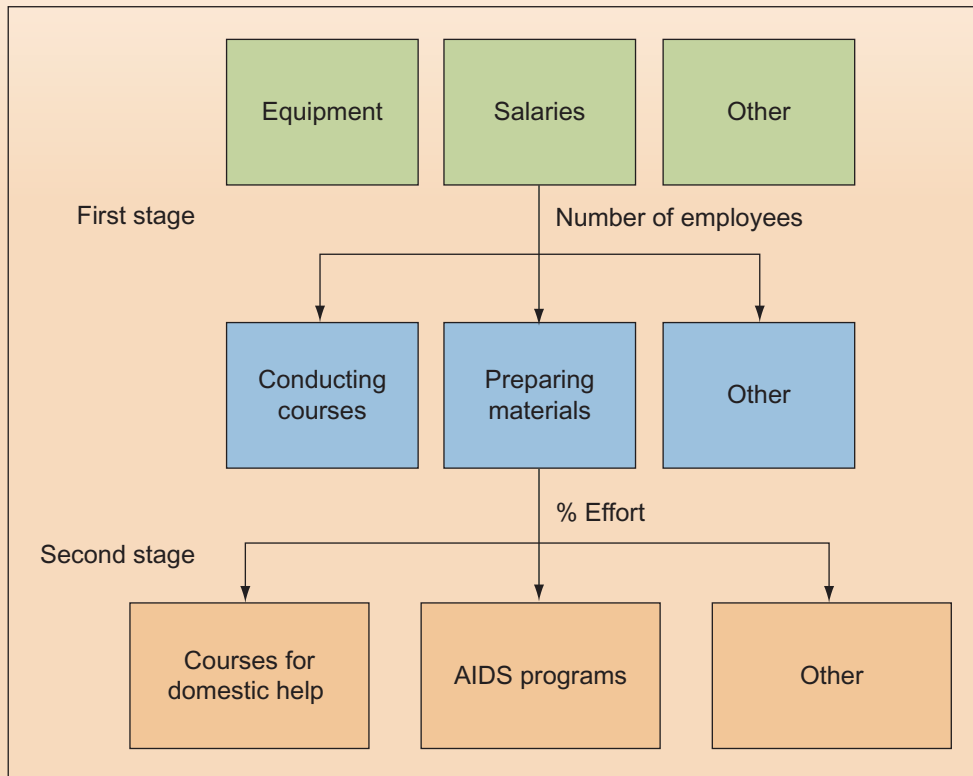 Equipment
Salaries
Other
First stage
Number of employees
Conducting
courses
Preparing
materials
Other
% Effort
Second stage
Courses for
domestic help
AIDS programs
Other